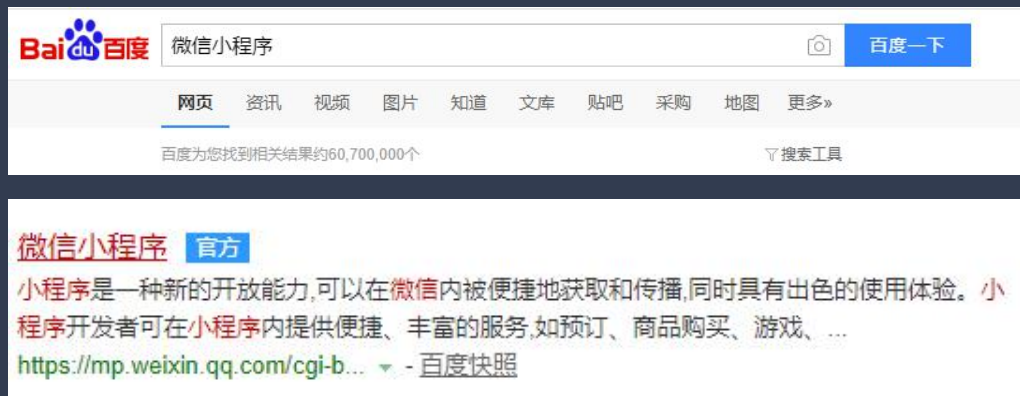 Bai du 百度 微信小程序 百度一下
网页 资讯 视频 图片 知道 文库 贴吧 采购 地图 更多»
百度为您找到相关结果约60,700,000个 搜索工具
微信小程序 官方
小程序是一种新的开放能力,可以在微信内被便捷地获取和传播,同时具有出色的使用体验。小
程序开发者可在小程序内提供便捷、丰富的服务,如预订、商品购买、游戏、...
https://mp.weixin.qq.com/cgi-b... - 百度快照